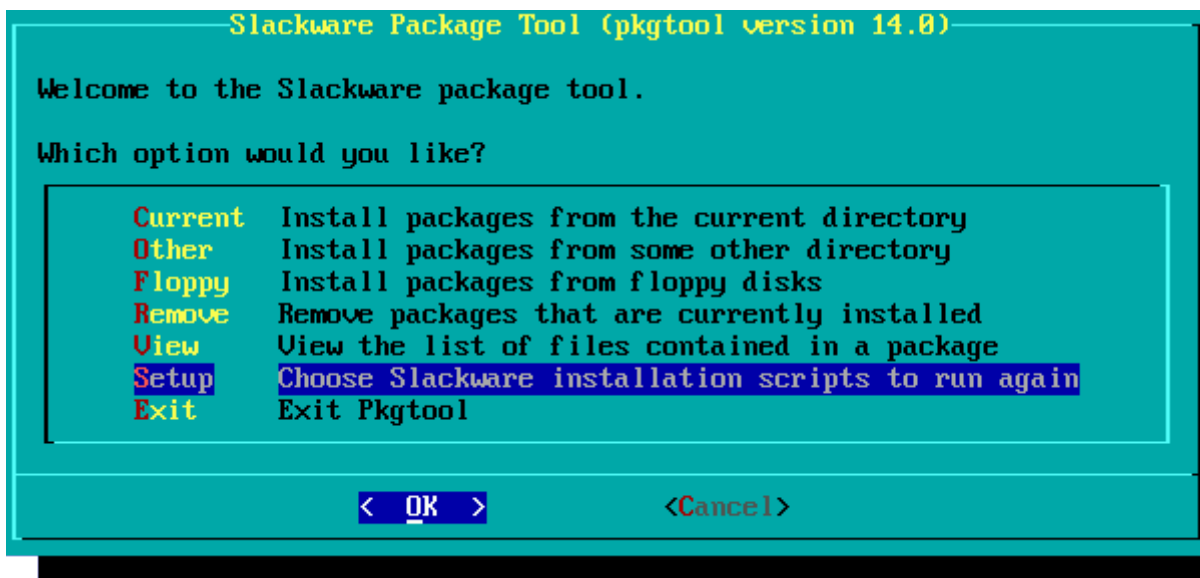 Slackware Package Tool (pkgtool version 14.0)
Welcome to the Slackware package tool.
Which option would you like?
Current Install packages from the current directory
Other Install packages from some other directory
Floppy Install packages from floppy disks
Remove Remove packages that are currently installed
View View the list of files contained in a package
Setup Choose Slackware installation scripts to run again
Exit Exit Pkgtool
< OK > <Cancel>